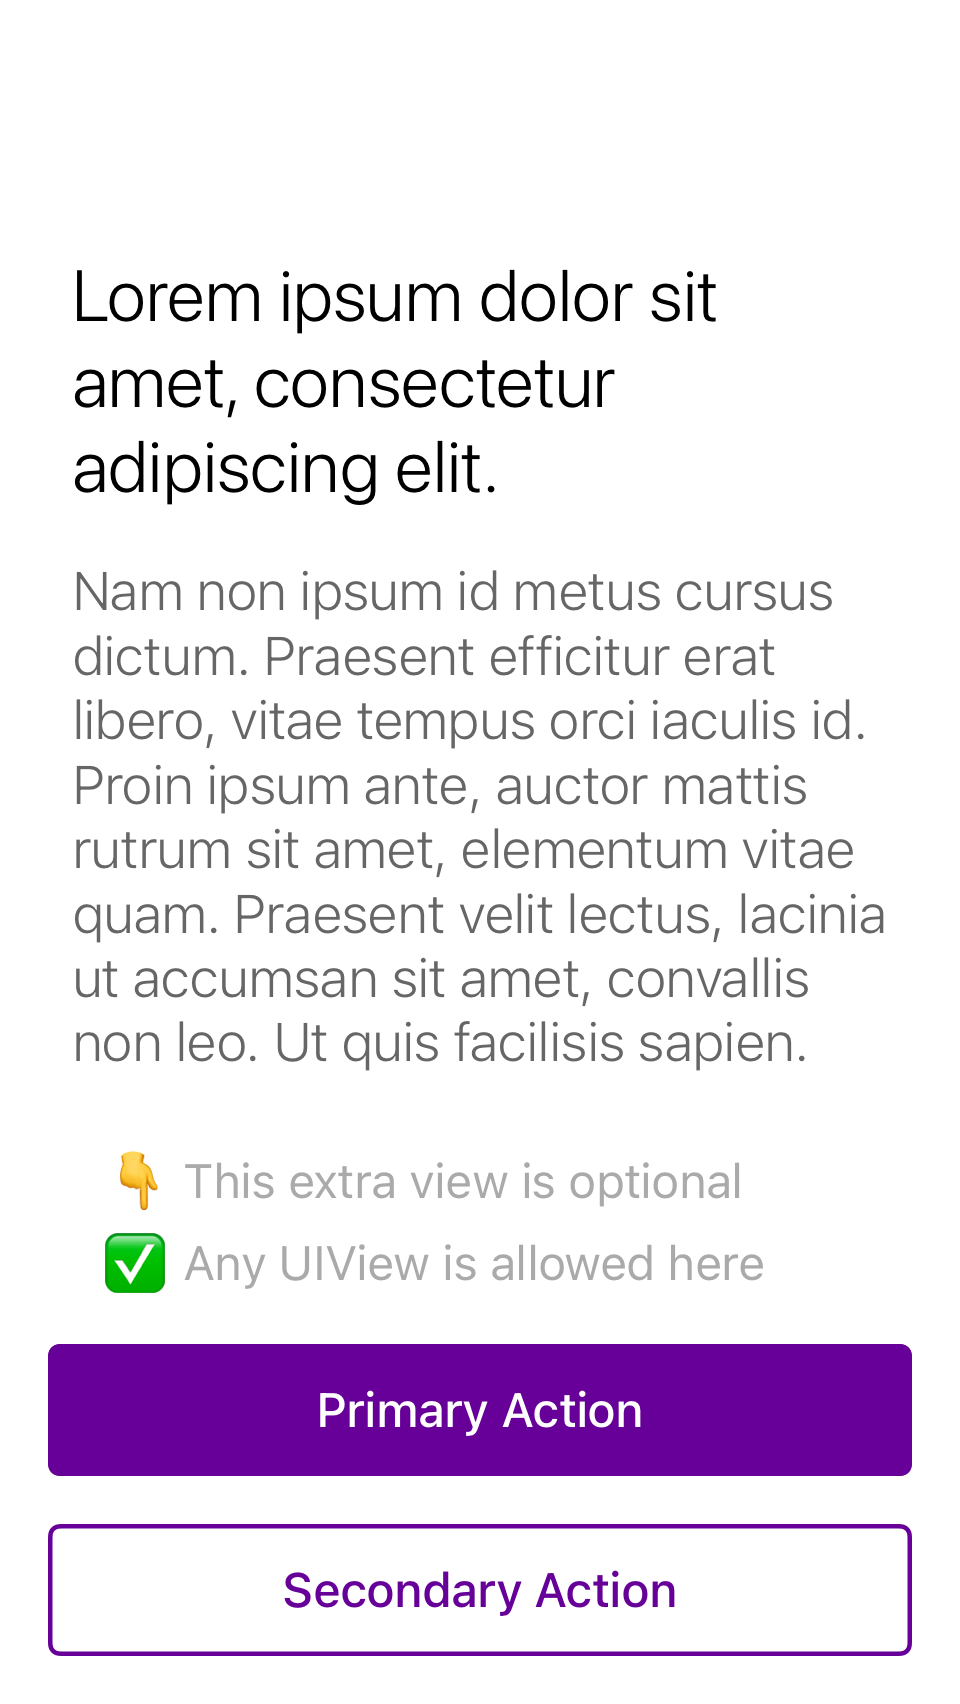 Lorem ipsum dolor sit
amet, consectetur
adipiscing elit.
Nam non ipsum id metus cursus
dictum. Praesent efficitur erat
libero, vitae tempus orci iaculis id.
Proin ipsum ante, auctor mattis
rutrum sit amet, elementum vitae
quam. Praesent velit lectus, lacinia
ut accumsan sit amet, convallis
non leo. Ut quis facilisis sapien.
👇 This extra view is optional
✅ Any UIView is allowed here
Primary Action
Secondary Action